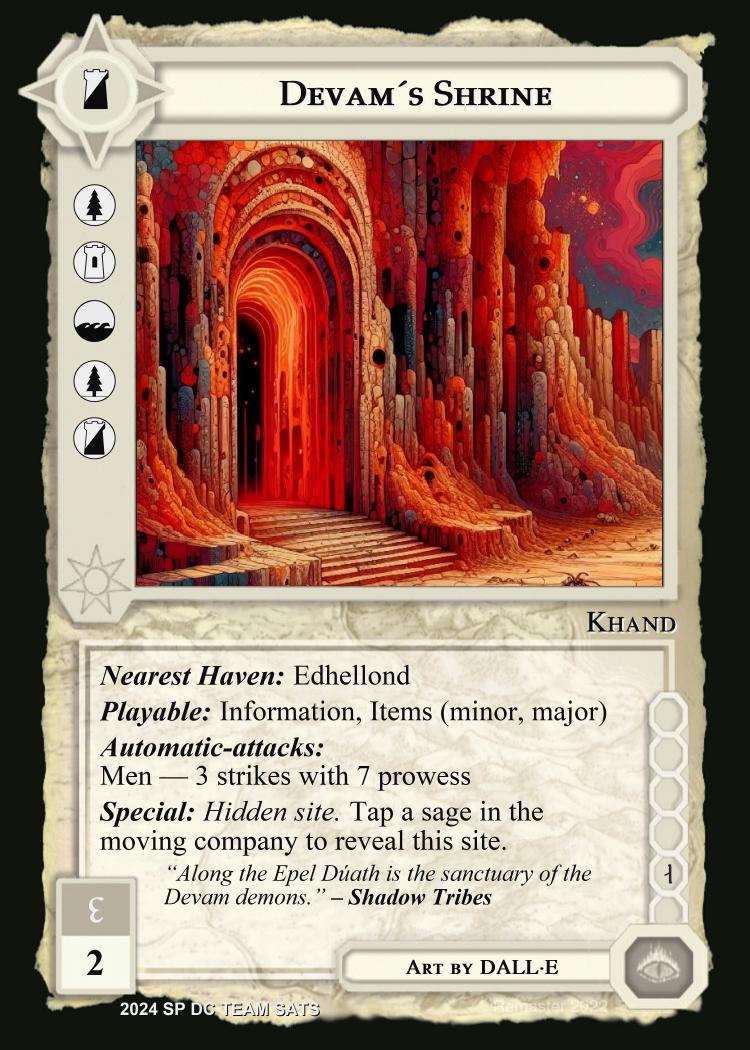 Devam´s Shrine
Khand
Nearest Haven: Edhellond
Playable: Information, Items (minor, major)
Automatic-attacks:
Men — 3 strikes with 7 prowess
Special: Hidden site. Tap a sage in the
moving company to reveal this site.
“Along the Epel Dúath is the sanctuary of the
Devam demons.” – Shadow Tribes
2
Art by DALL·E
2024 SP DC TEAM SATS
Remaster 2022